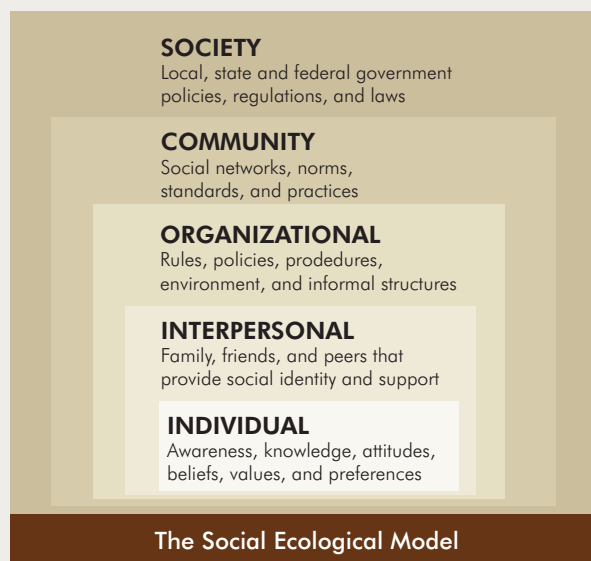 SOCIETY
Local, state and federal government
policies, regulations, and laws
COMMUNITY
Social networks, norms,
standards, and practices
ORGANIZATIONAL
Rules, policies, prodedures,
environment, and informal structures
INTERPERSONAL
Family, friends, and peers that
provide social identity and support
INDIVIDUAL
Awareness, knowledge, attitudes,
beliefs, values, and preferences
The Social Ecological Model